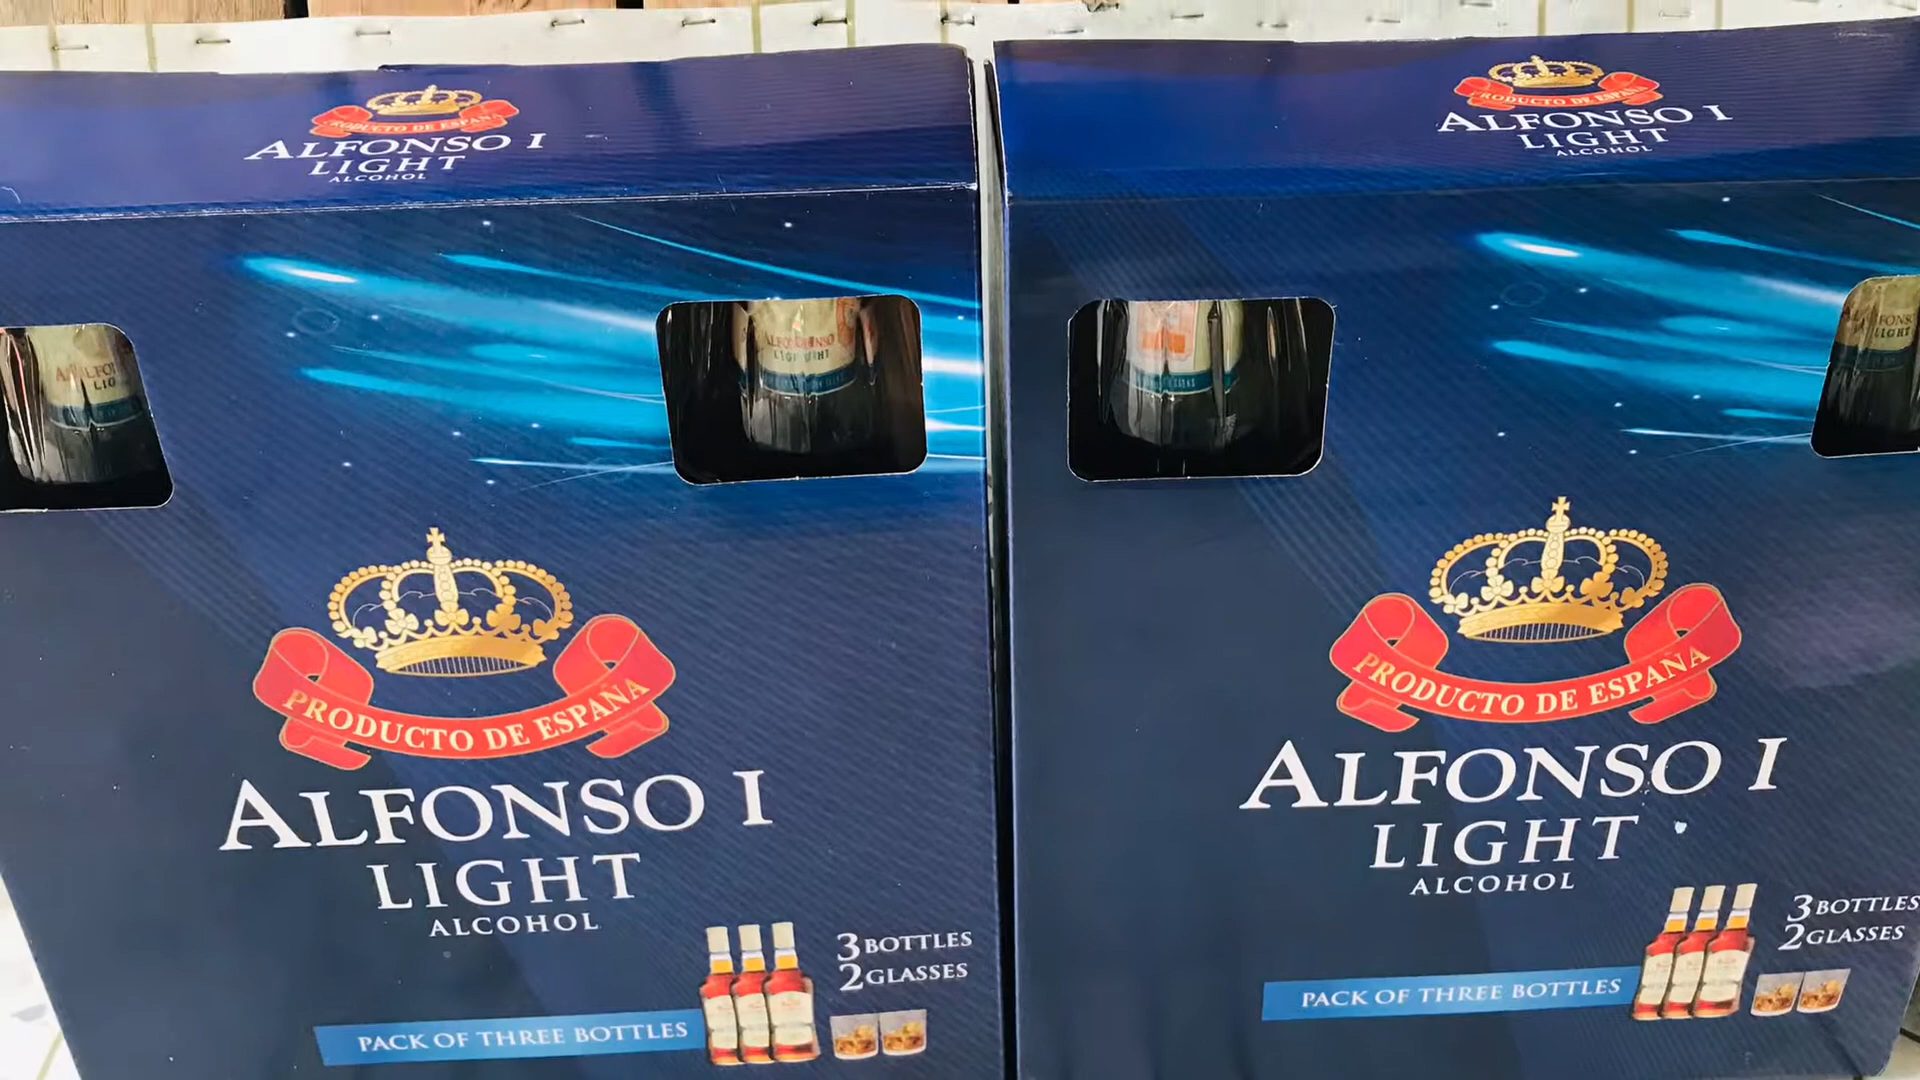 PRODUCTO DE ESPAÑA
ALFONSO I
LIGHT
ALCOHOL
PRODUCTO DE ESPAÑA
ALFONSO I
LIGHT
ALCOHOL
LIGHT
PRODUCTO DE ESPAÑA
ALFONSO I
LIGHT
ALCOHOL
3 BOTTLES
2 GLASSES
PACK OF THREE BOTTLES
PRODUCTO DE ESPAÑA
ALFONSO I
LIGHT
ALCOHOL
3 BOTTLES
2 GLASSES
PACK OF THREE BOTTLES